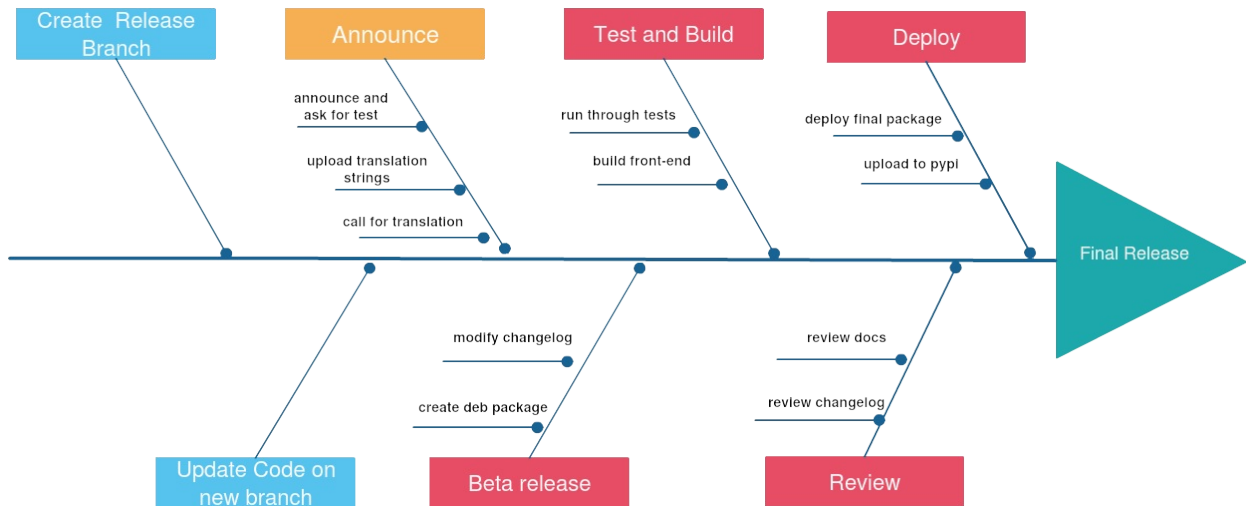 Create  Release
Branch
Announce
Test and Build
Deploy
announce and
ask for test
upload translation
strings
call for translation
run through tests
build front-end
deploy final package
upload to pypi
Final Release
modify changelog
create deb package
review docs
review changelog
Update Code on
new branch
Beta release
Review